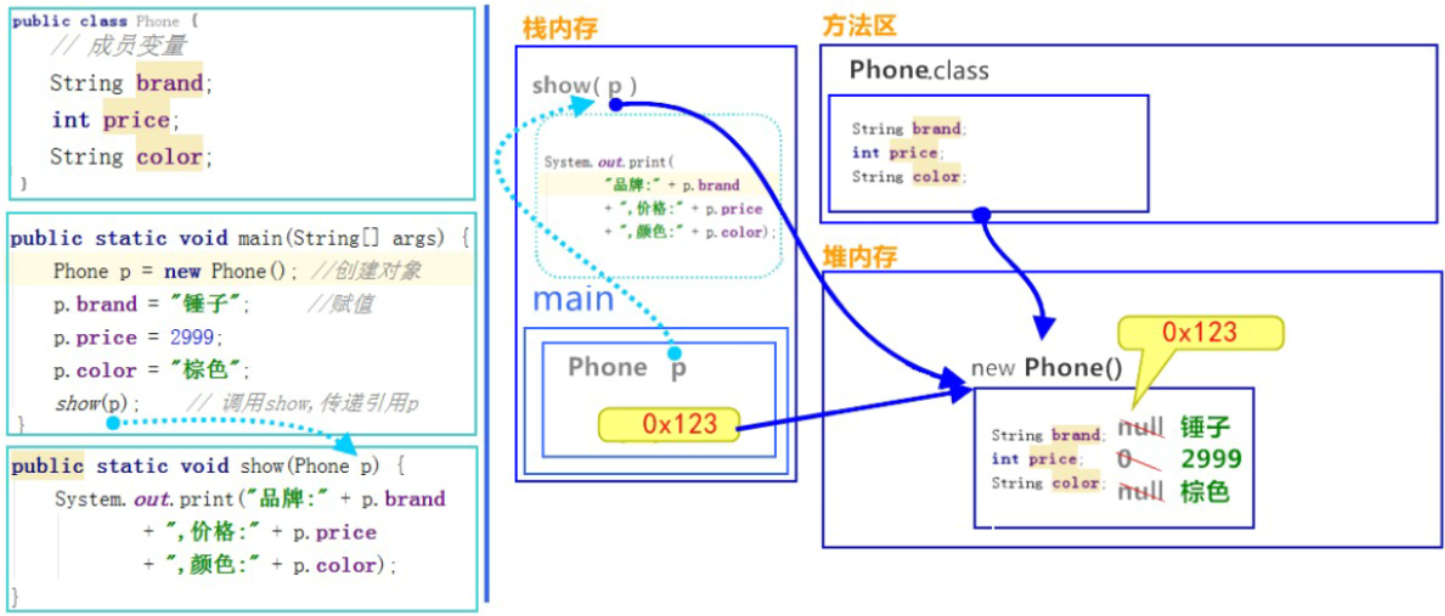 public class Phone {
// 成员变量
String brand;
int price;
String color;
}
public static void main(String[] args) {
Phone p = new Phone(); //创建对象
p.brand = "锤子"; //赋值
p.price = 2999;
p.color = "棕色";
show(p); // 调用show,传递引用p
}
public static void show(Phone p) {
System.out.print("品牌:" + p.brand
+ ",价格:" + p.price
+ ",颜色:" + p.color);
}
栈内存
show( p )
System.out.print(
"品牌:" + p.brand
+ ",价格:" + p.price
+ ",颜色:" + p.color);
main
Phone p
0x123
方法区
Phone.class
String brand;
int price;
String color;
堆内存
0x123
new Phone()
String brand; null 锤子
int price; 0 2999
String color; null 棕色